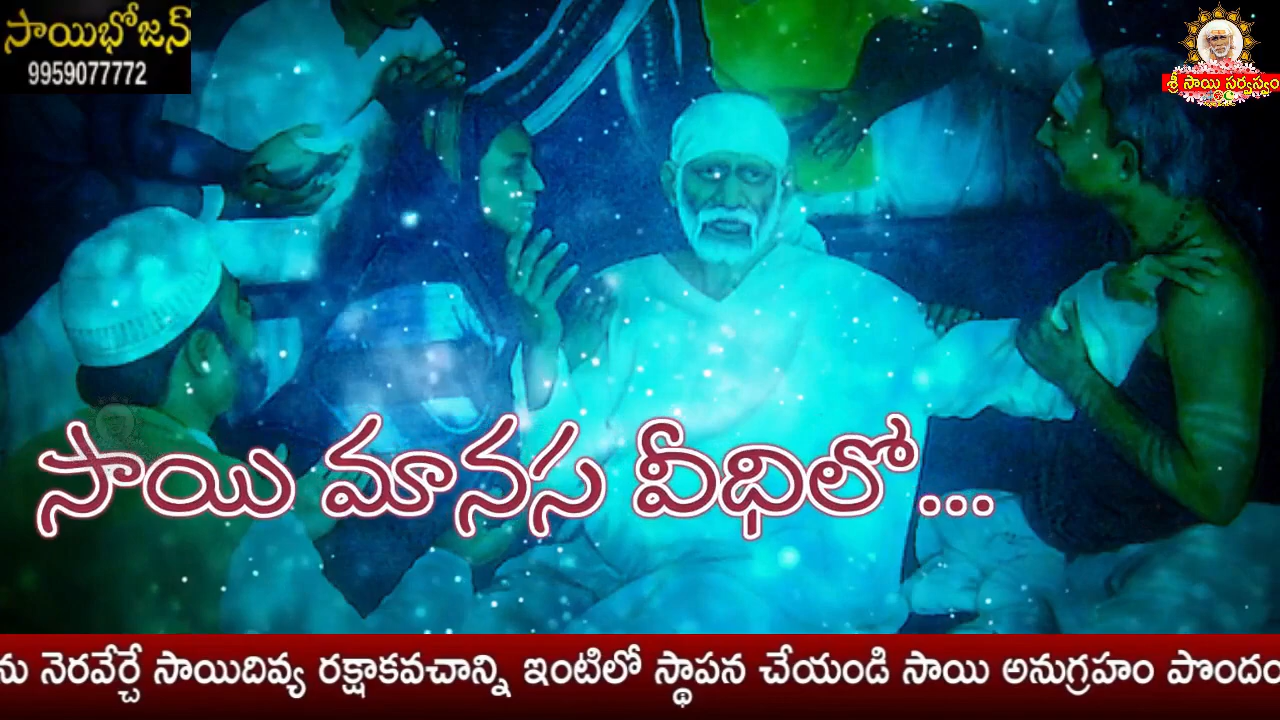 సాయిభోజన్
9959077772
శ్రీ సాయి సర్వస్వం
సాయి మానస వీధిలో...
ను నెరవేర్చే సాయిదివ్య రక్షాకవచాన్ని ఇంటిలో స్థాపన చేయండి సాయి అనుగ్రహం పొందం